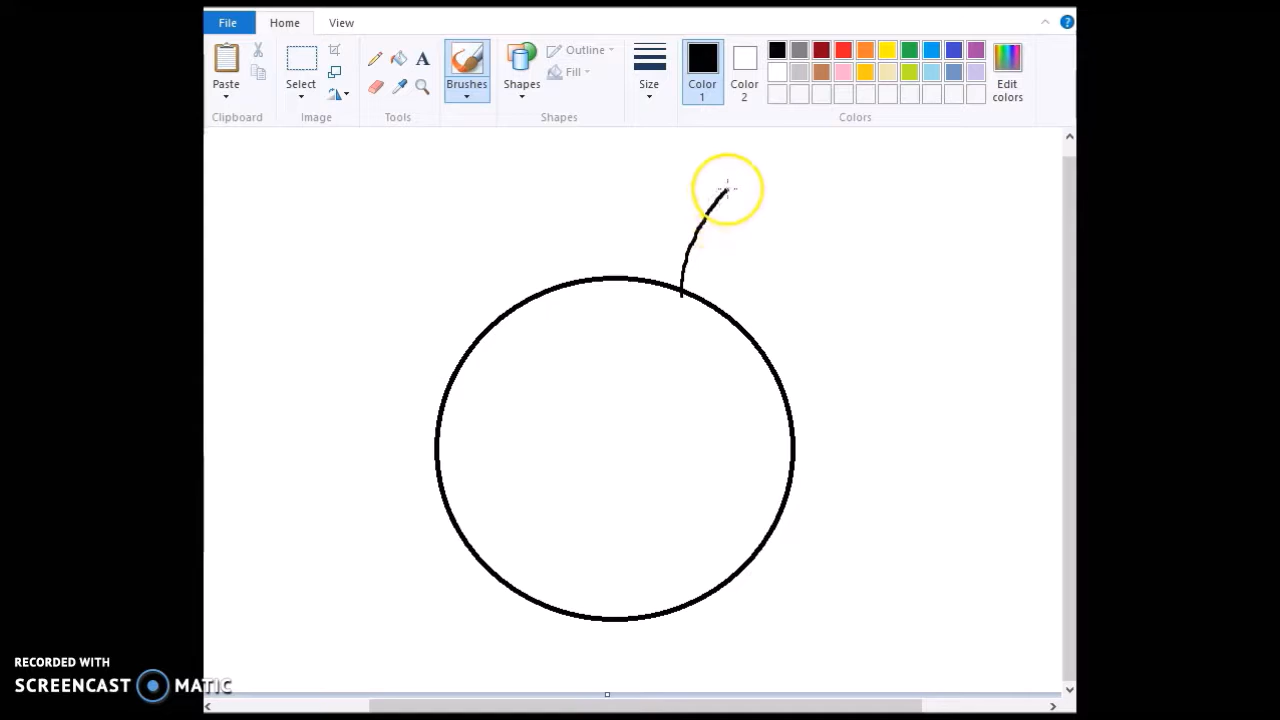 File Home View
Paste
Select
A
Brushes
Shapes
Outline
Fill
Size
Color 1
Color 2
Edit colors
Clipboard Image Tools Shapes Colors
RECORDED WITH
SCREENCAST MATIC